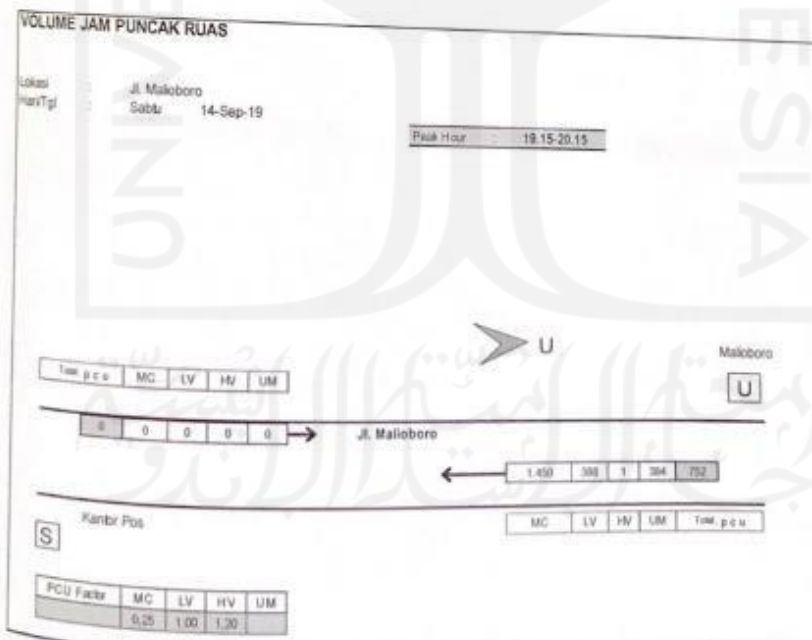 VOLUME JAM PUNCAK RUAS
Lokasi : Jl. Malioboro
Hari/Tgl : Sabtu 14-Sep-19
Peak Hour : 19.15-20.15
U
Malioboro
U
Total, p c u MC LV HV UM
0 0 0 0 0
Jl. Malioboro
1.450 1 384 752
MC LV HV UM Total, p c u
Kantor Pos
S
PCU Factor MC LV HV UM
0,25 1.00 1,20